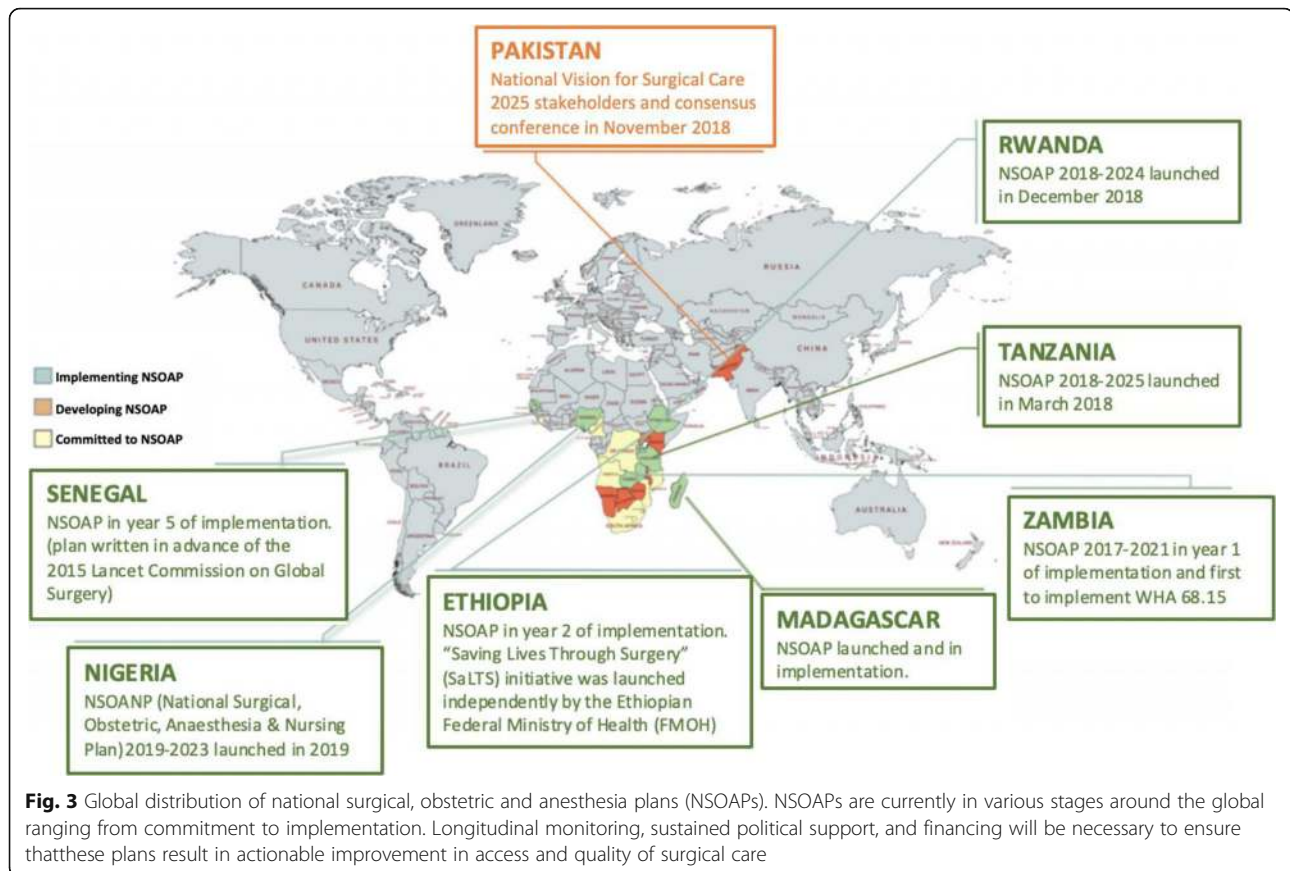 PAKISTAN
National Vision for Surgical Care
2025 stakeholders and consensus
conference in November 2018
RWANDA
NSOAP 2018-2024 launched
in December 2018
GREENLAND
RUSSIA
CANADA
KAZAKHSTAN
MONGOLIA
UNITED STATES
CHINA
TANZANIA
NSOAP 2018-2025 launched
in March 2018
Implementing NSOAP
Developing NSOAP
Committed to NSOAP
ALGERIA
LIBYA
EGYPT
INDIA
INDONESIA
BRAZIL
AUSTRALIA
NEW ZEALAND
SENEGAL
NSOAP in year 5 of implementation.
(plan written in advance of the
2015 Lancet Commission on Global
Surgery)
ZAMBIA
NSOAP 2017-2021 in year 1
of implementation and first
to implement WHA 68.15
ETHIOPIA
NSOAP in year 2 of implementation.
"Saving Lives Through Surgery"
(SaLTS) initiative was launched
independently by the Ethiopian
Federal Ministry of Health (FMOH)
MADAGASCAR
NSOAP launched and in
implementation.
NIGERIA
NSOANP (National Surgical,
Obstetric, Anaesthesia & Nursing
Plan) 2019-2023 launched in 2019
Fig. 3 Global distribution of national surgical, obstetric and anesthesia plans (NSOAPs). NSOAPs are currently in various stages around the global
ranging from commitment to implementation. Longitudinal monitoring, sustained political support, and financing will be necessary to ensure
thatthese plans result in actionable improvement in access and quality of surgical care